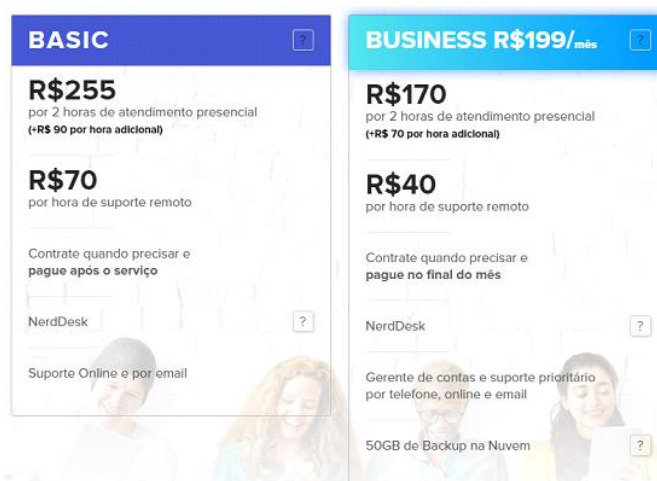 BASIC ?
R$255
por 2 horas de atendimento presencial
(+R$ 90 por hora adicional)
R$70
por hora de suporte remoto
Contrate quando precisar e
pague após o serviço
NerdDesk ?
Suporte Online e por email
BUSINESS R$199/mês ?
R$170
por 2 horas de atendimento presencial
(+R$ 70 por hora adicional)
R$40
por hora de suporte remoto
Contrate quando precisar e
pague no final do mês
NerdDesk ?
Gerente de contas e suporte prioritário
por telefone, online e email
50GB de Backup na Nuvem ?